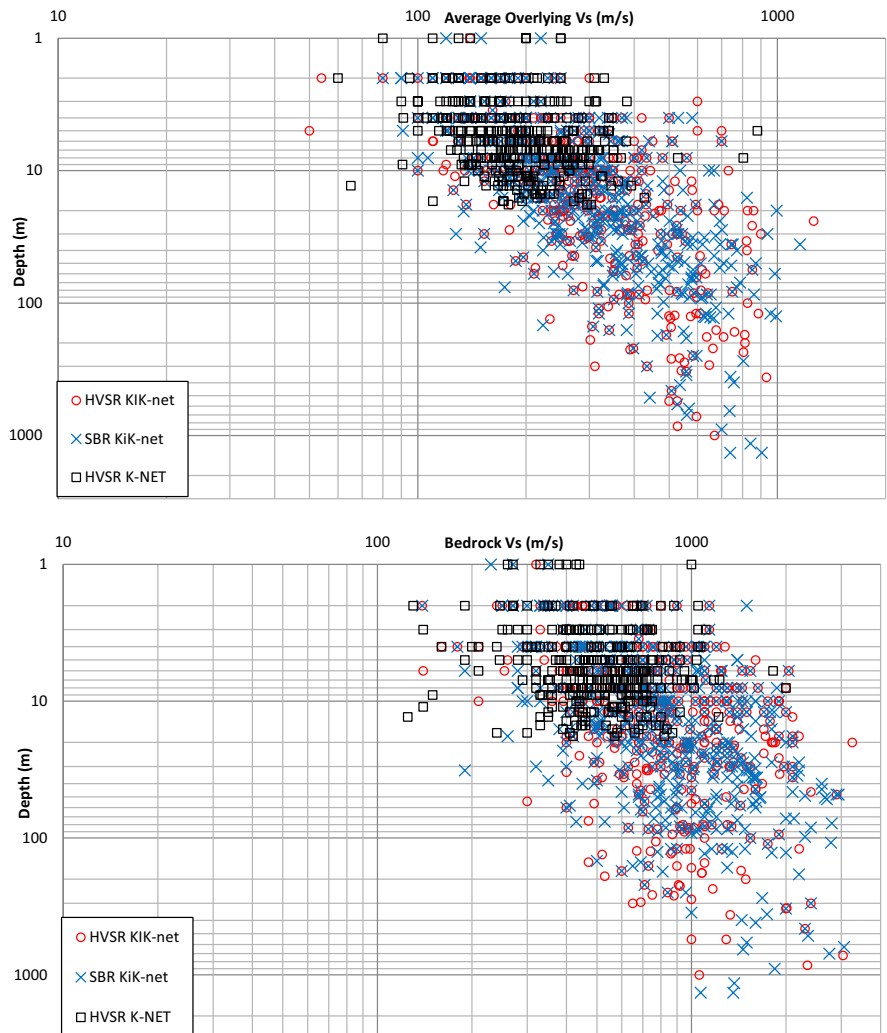 Average Overlying Vs (m/s)
10 100 1000
1
10
100
1000
Depth (m)
HVSR KIK-net
SBR KiK-net
HVSR K-NET
Bedrock Vs (m/s)
10 100 1000
1
10
100
1000
Depth (m)
HVSR KIK-net
SBR KiK-net
HVSR K-NET